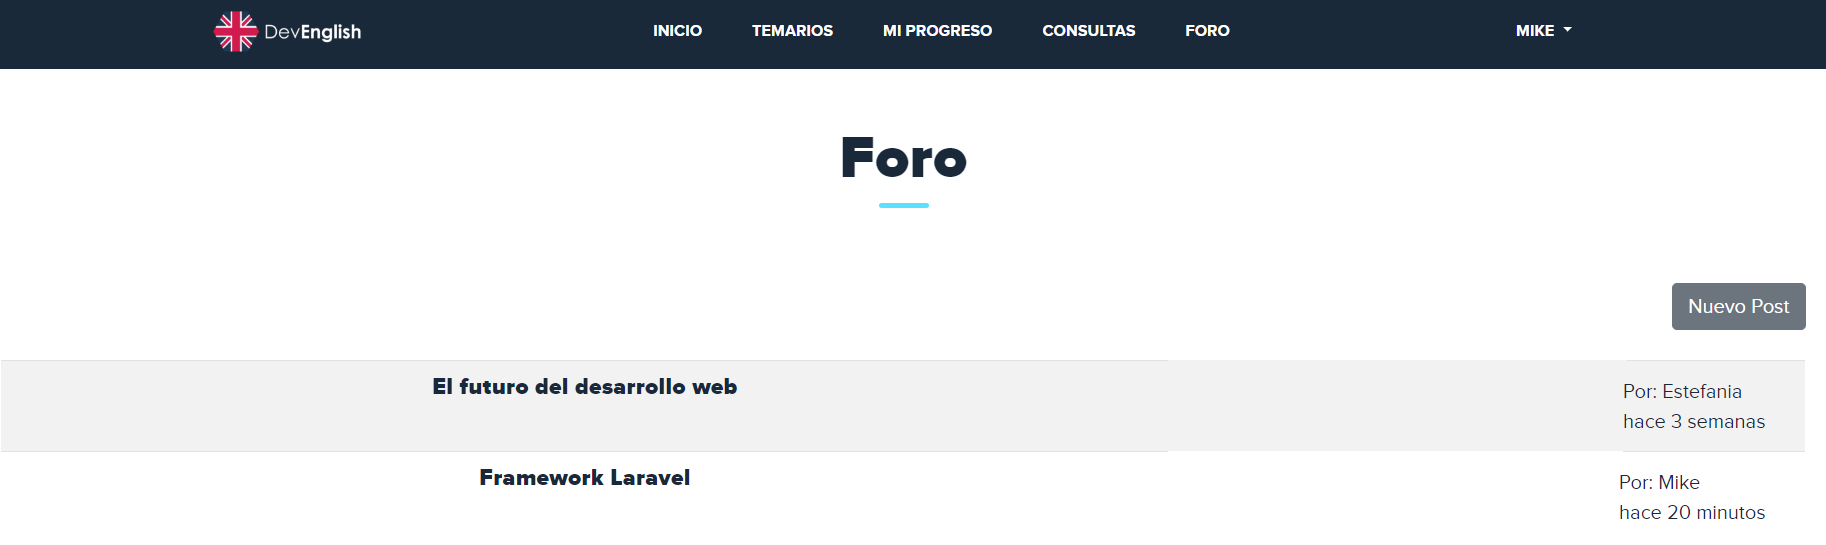 DevEnglish
INICIO TEMARIOS MI PROGRESO CONSULTAS FORO MIKE
Foro
Nuevo Post
El futuro del desarrollo web
Por: Estefania
hace 3 semanas
Framework Laravel
Por: Mike
hace 20 minutos